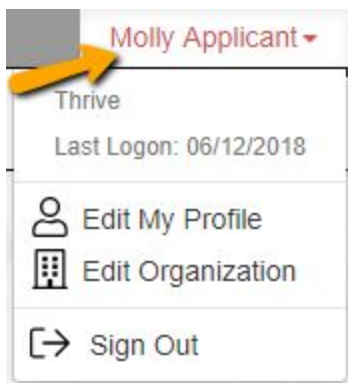 Molly Applicant
Thrive
Last Logon: 06/12/2018
Edit My Profile
Edit Organization
Sign Out